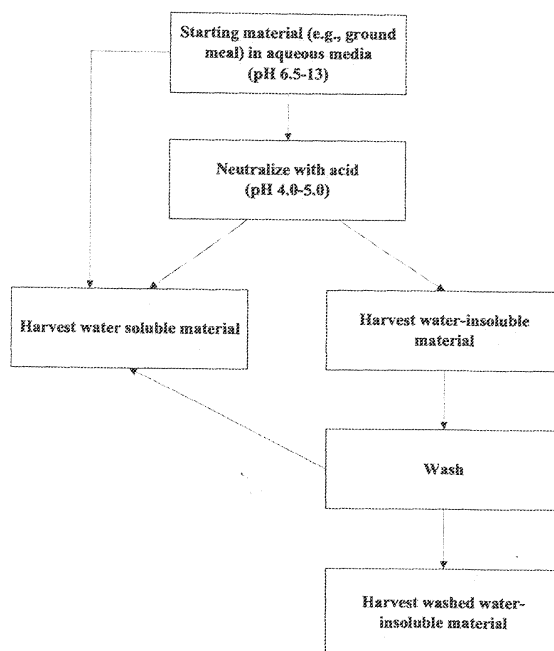 Starting material (e.g., ground
meal) in aqueous media
(pH 6.5-13)
Neutralize with acid
(pH 4.0-5.0)
Harvest water soluble material
Harvest water-insoluble
material
Wash
Harvest washed water-
insoluble material